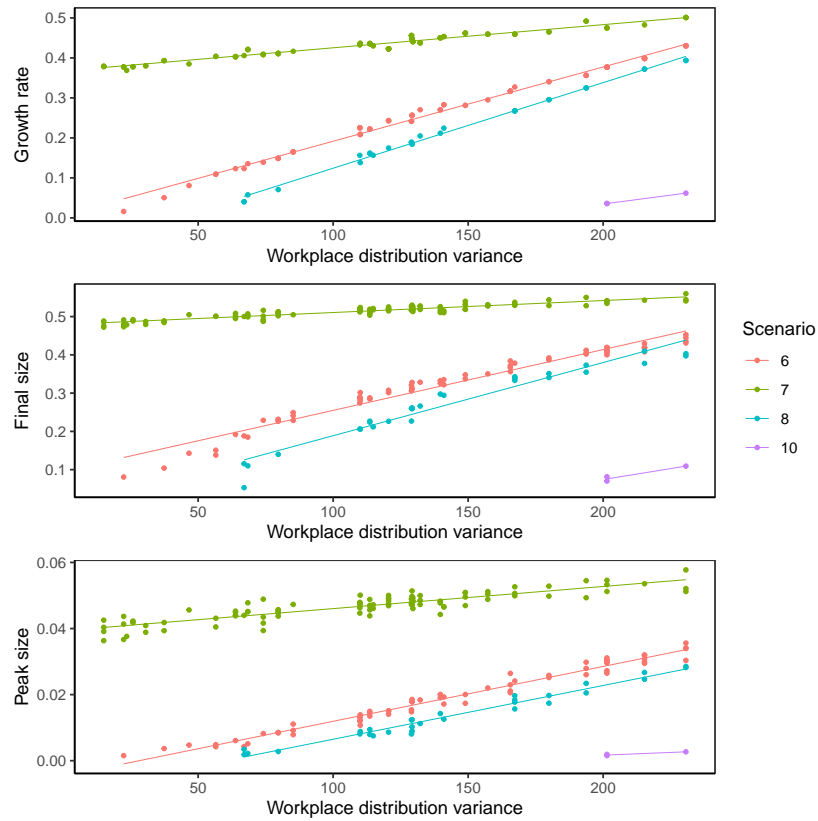 0.5
0.4
0.3
0.2
0.1
0.0
Growth rate
50 100 150 200
Workplace distribution variance
0.5
0.4
0.3
0.2
0.1
Final size
50 100 150 200
Workplace distribution variance
Scenario
6
7
8
10
0.06
0.04
0.02
0.00
Peak size
50 100 150 200
Workplace distribution variance